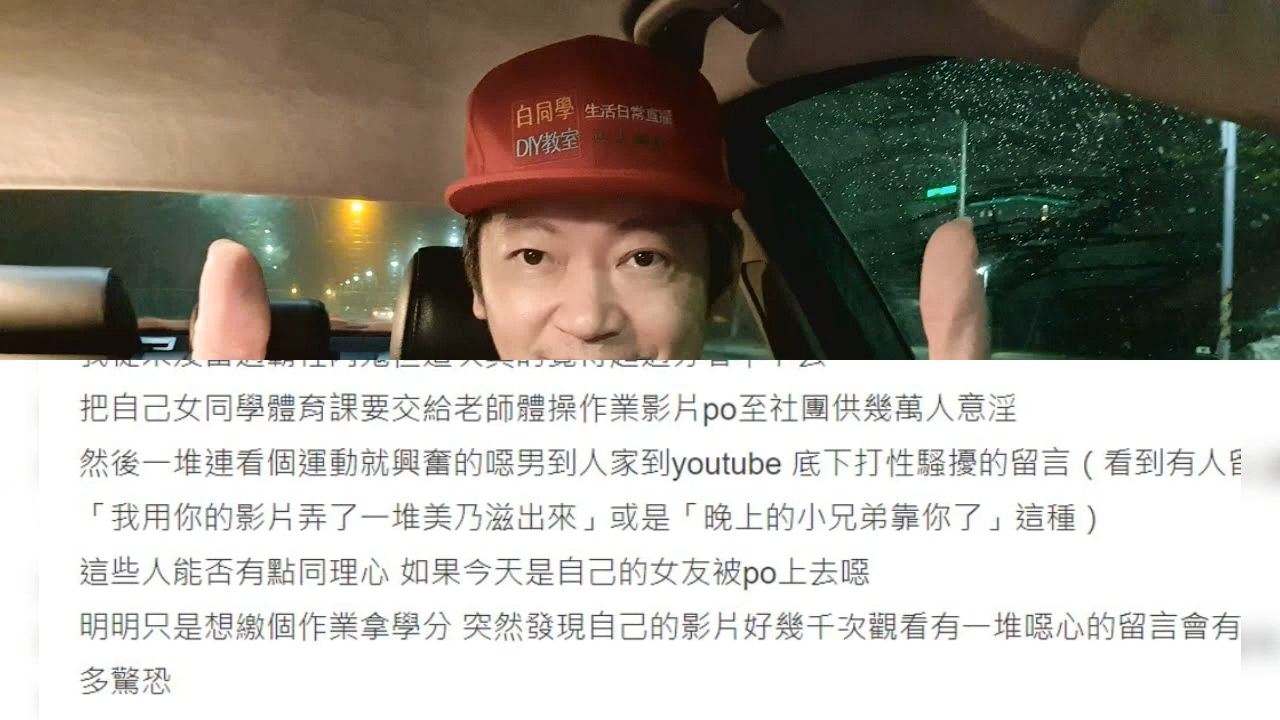 白同學
DIY教室
生活日常直播
把自己女同學體育課要交給老師體操作業影片po至社團供幾萬人意淫
然後一堆連看個運動就興奮的噁男到人家到youtube 底下打性騷擾的留言（看到有人留
「我用你的影片弄了一堆美乃滋出來」或是「晚上的小兄弟靠你了」這種）
這些人能否有點同理心 如果今天是自己的女友被po上去噁
明明只是想繳個作業拿學分 突然發現自己的影片好幾千次觀看有一堆噁心的留言會有
多驚恐